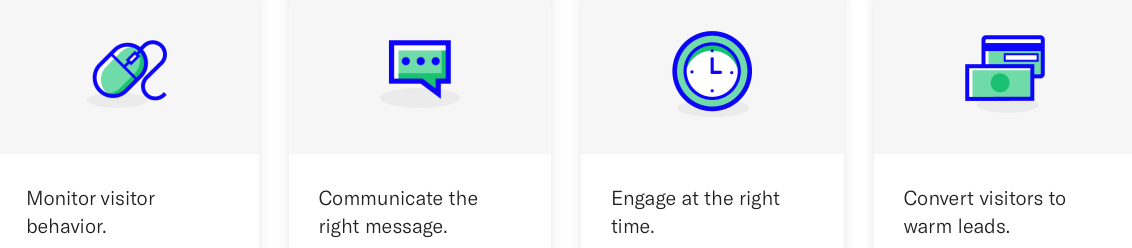 Monitor visitor
behavior.
Communicate the
right message.
Engage at the right
time.
Convert visitors to
warm leads.